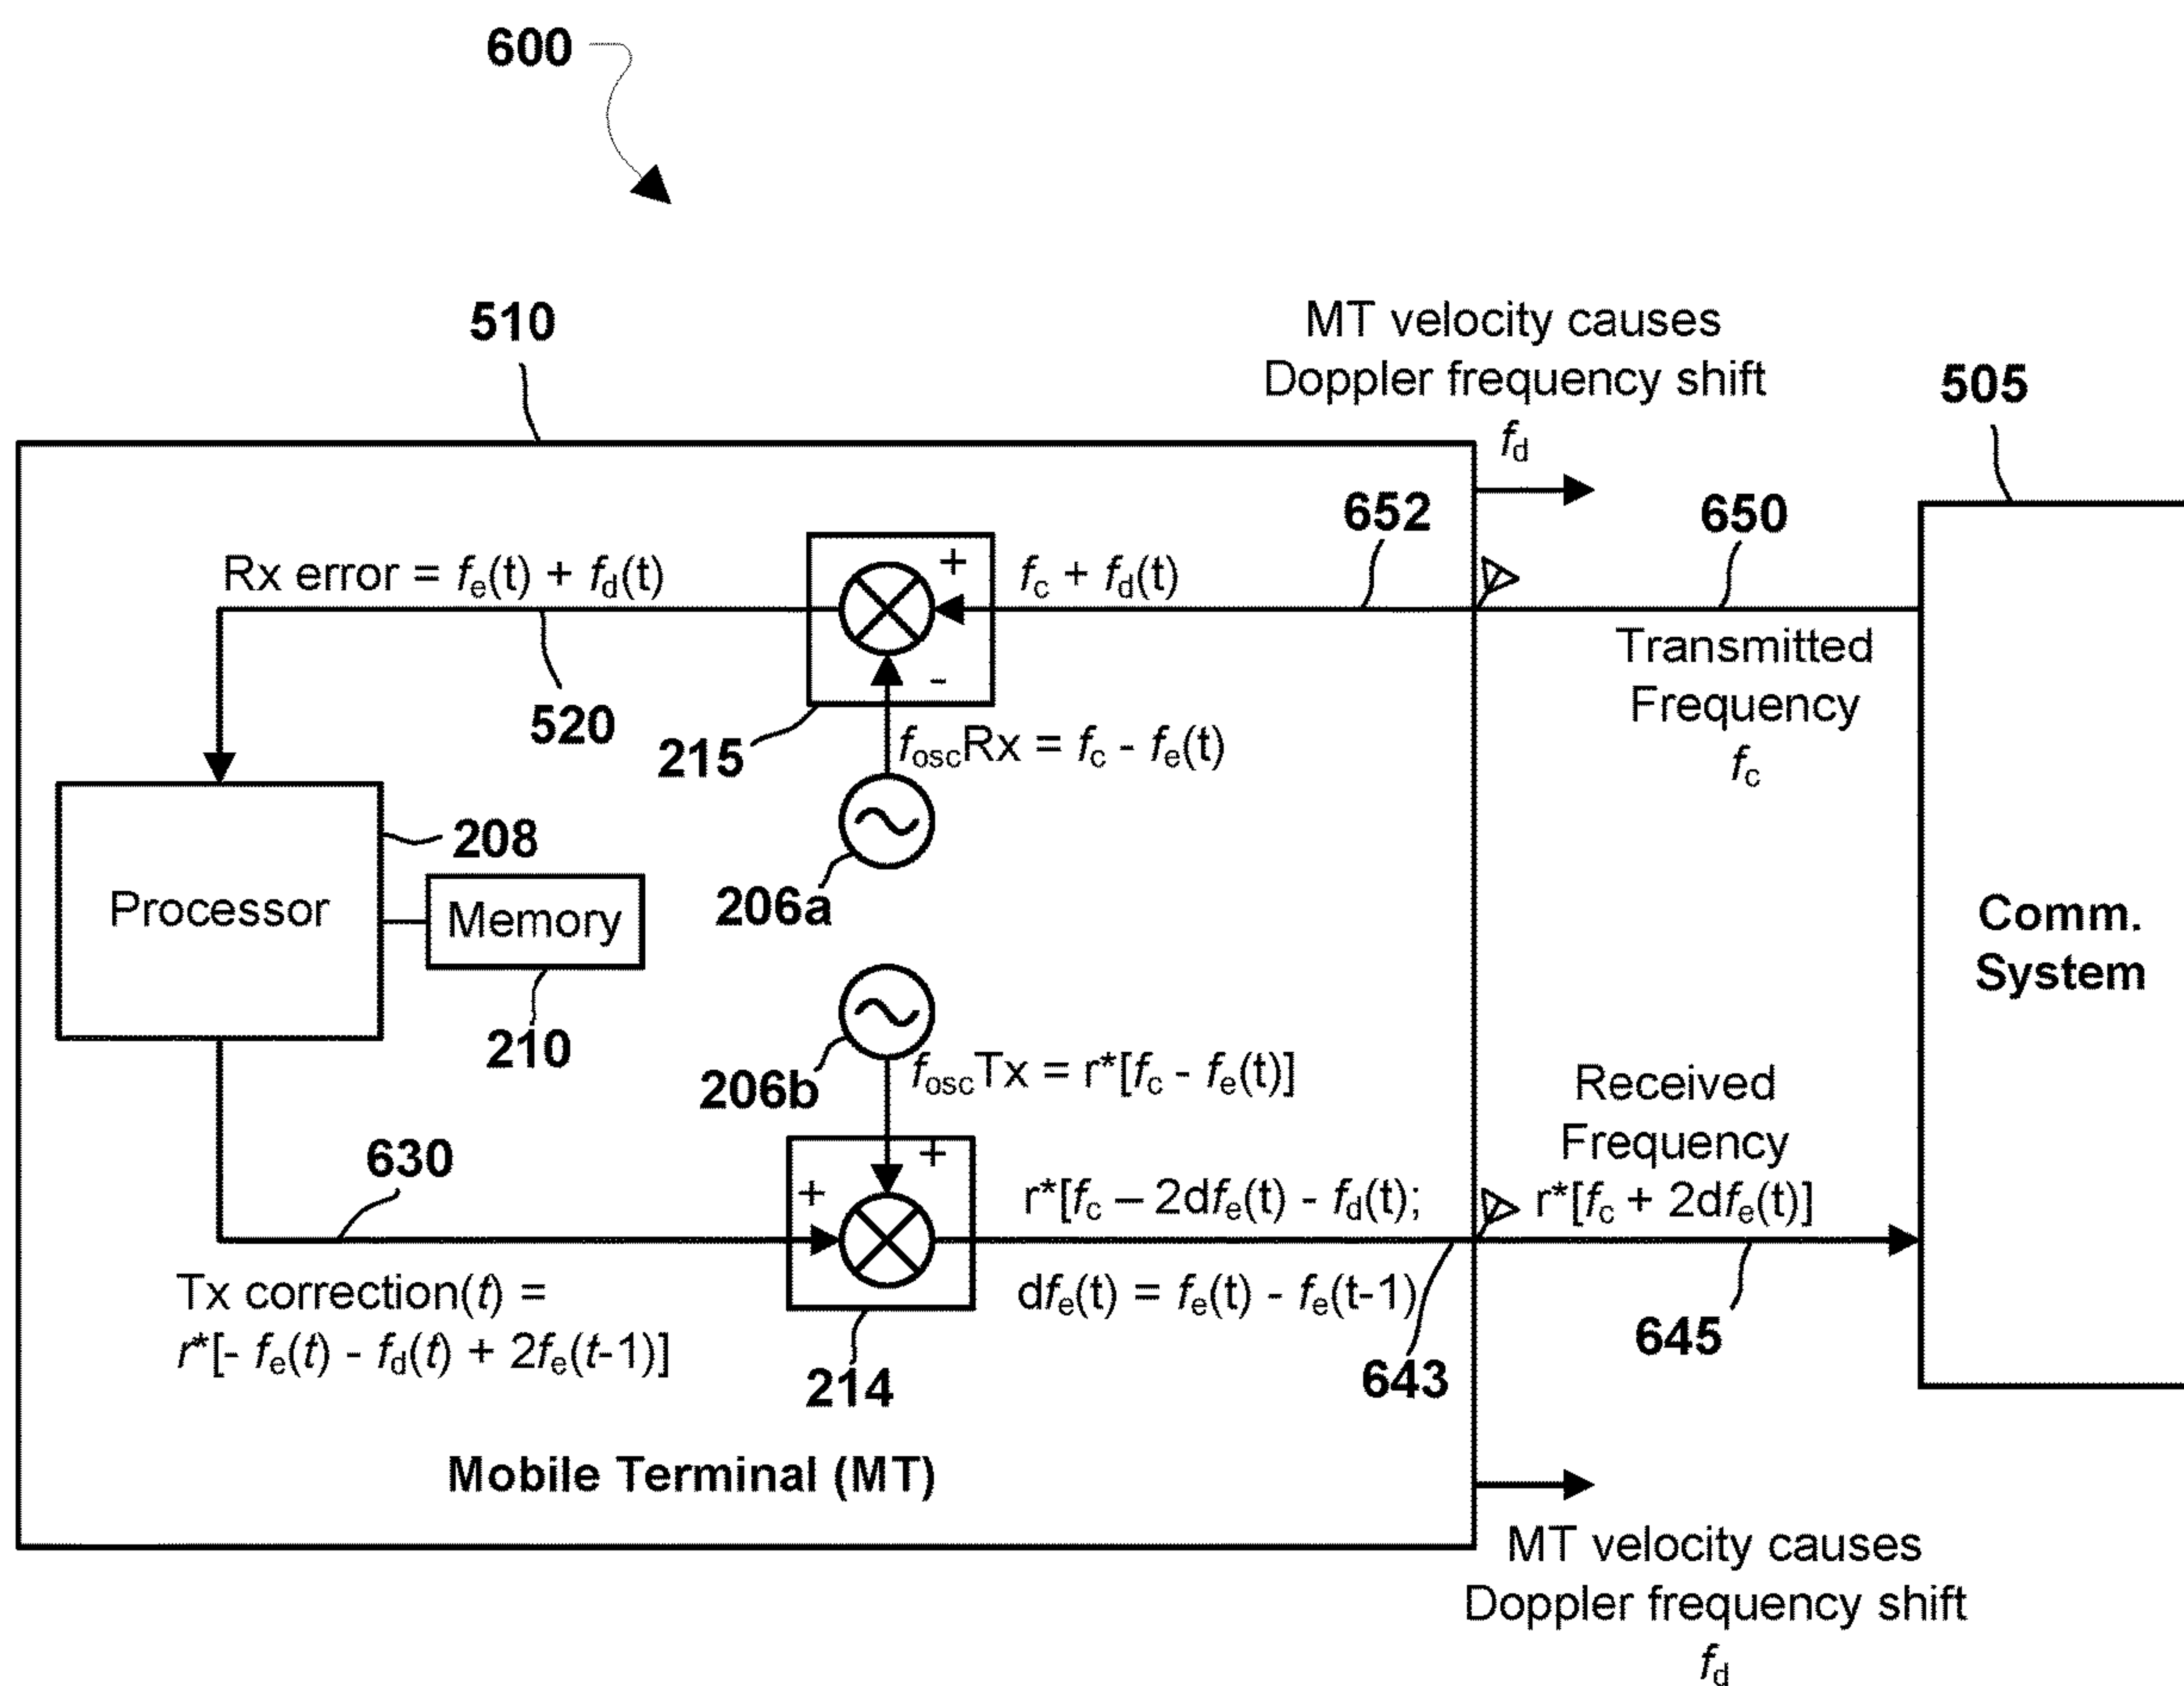 600
510
MT velocity causes
Doppler frequency shift
fd
505
652
650
Rx error = fe(t) + fd(t)
+
fc + fd(t)
Transmitted
Frequency
fc
-
520
215
foscRx = fc - fe(t)
208
Processor
Memory
206a
Comm.
System
210
206b
foscTx = r*[fc - fe(t)]
Received
Frequency
r*[fc + 2dfe(t)]
630
+
+
r*[fc – 2dfe(t) - fd(t);
Tx correction(t) =
r*[- fe(t) - fd(t) + 2fe(t-1)]
dfe(t) = fe(t) - fe(t-1)
645
214
643
Mobile Terminal (MT)
MT velocity causes
Doppler frequency shift
fd